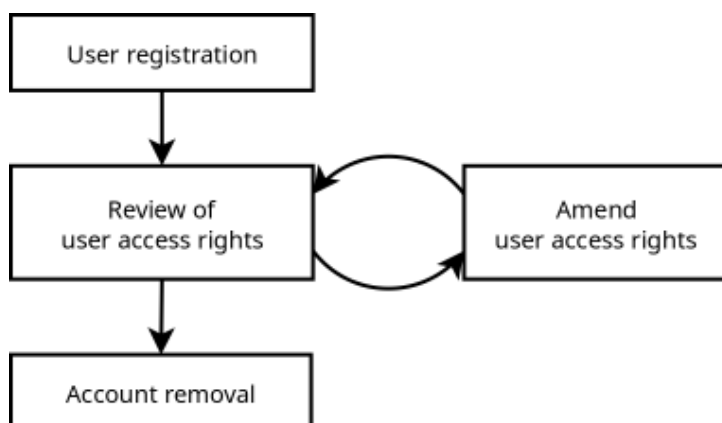 User registration
Review of
user access rights
Amend
user access rights
Account removal